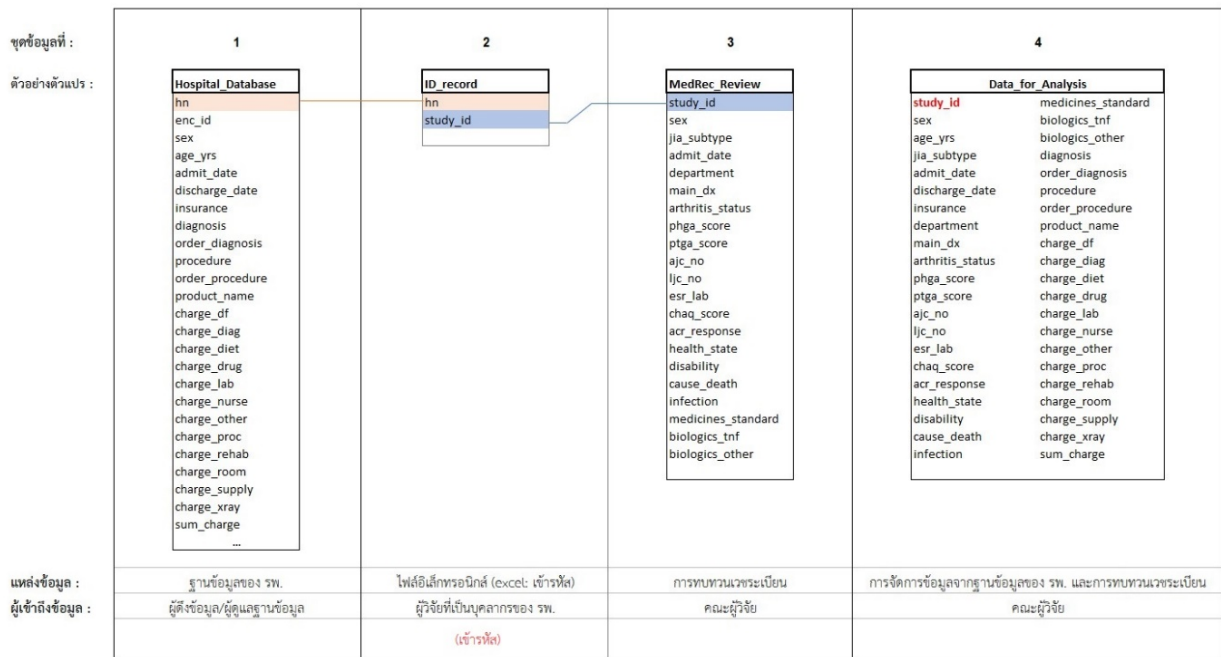 ชุดข้อมูลที่ : 1 2 3 4
ตัวอย่างตัวแปร :
Hospital_Database
hn
enc_id
sex
age_yrs
admit_date
discharge_date
insurance
diagnosis
order_diagnosis
procedure
order_procedure
product_name
charge_df
charge_diag
charge_diet
charge_drug
charge_lab
charge_nurse
charge_other
charge_proc
charge_rehab
charge_room
charge_supply
charge_xray
sum_charge
...
ID_record
hn
study_id
MedRec_Review
study_id
sex
jia_subtype
admit_date
department
main_dx
arthritis_status
phga_score
ptga_score
ajc_no
ljc_no
esr_lab
chaq_score
acr_response
health_state
disability
cause_death
infection
medicines_standard
biologics_tnf
biologics_other
Data_for_Analysis
study_id
sex
age_yrs
jia_subtype
admit_date
discharge_date
insurance
department
main_dx
arthritis_status
phga_score
ptga_score
ajc_no
ljc_no
esr_lab
chaq_score
acr_response
health_state
disability
cause_death
infection
medicines_standard
biologics_tnf
biologics_other
diagnosis
order_diagnosis
procedure
order_procedure
product_name
charge_df
charge_diag
charge_diet
charge_drug
charge_lab
charge_nurse
charge_other
charge_proc
charge_rehab
charge_room
charge_supply
charge_xray
sum_charge
แหล่งข้อมูล : ฐานข้อมูลของ รพ. ไฟล์อิเล็กทรอนิกส์ (excel: เข้ารหัส) การทบทวนเวชระเบียน การจัดการข้อมูลจากฐานข้อมูลของ รพ. และการทบทวนเวชระเบียน
ผู้เข้าถึงข้อมูล : ผู้ดึงข้อมูล/ผู้ดูแลฐานข้อมูล ผู้วิจัยที่เป็นบุคลากรของ รพ. คณะผู้วิจัย คณะผู้วิจัย
(เข้ารหัส)